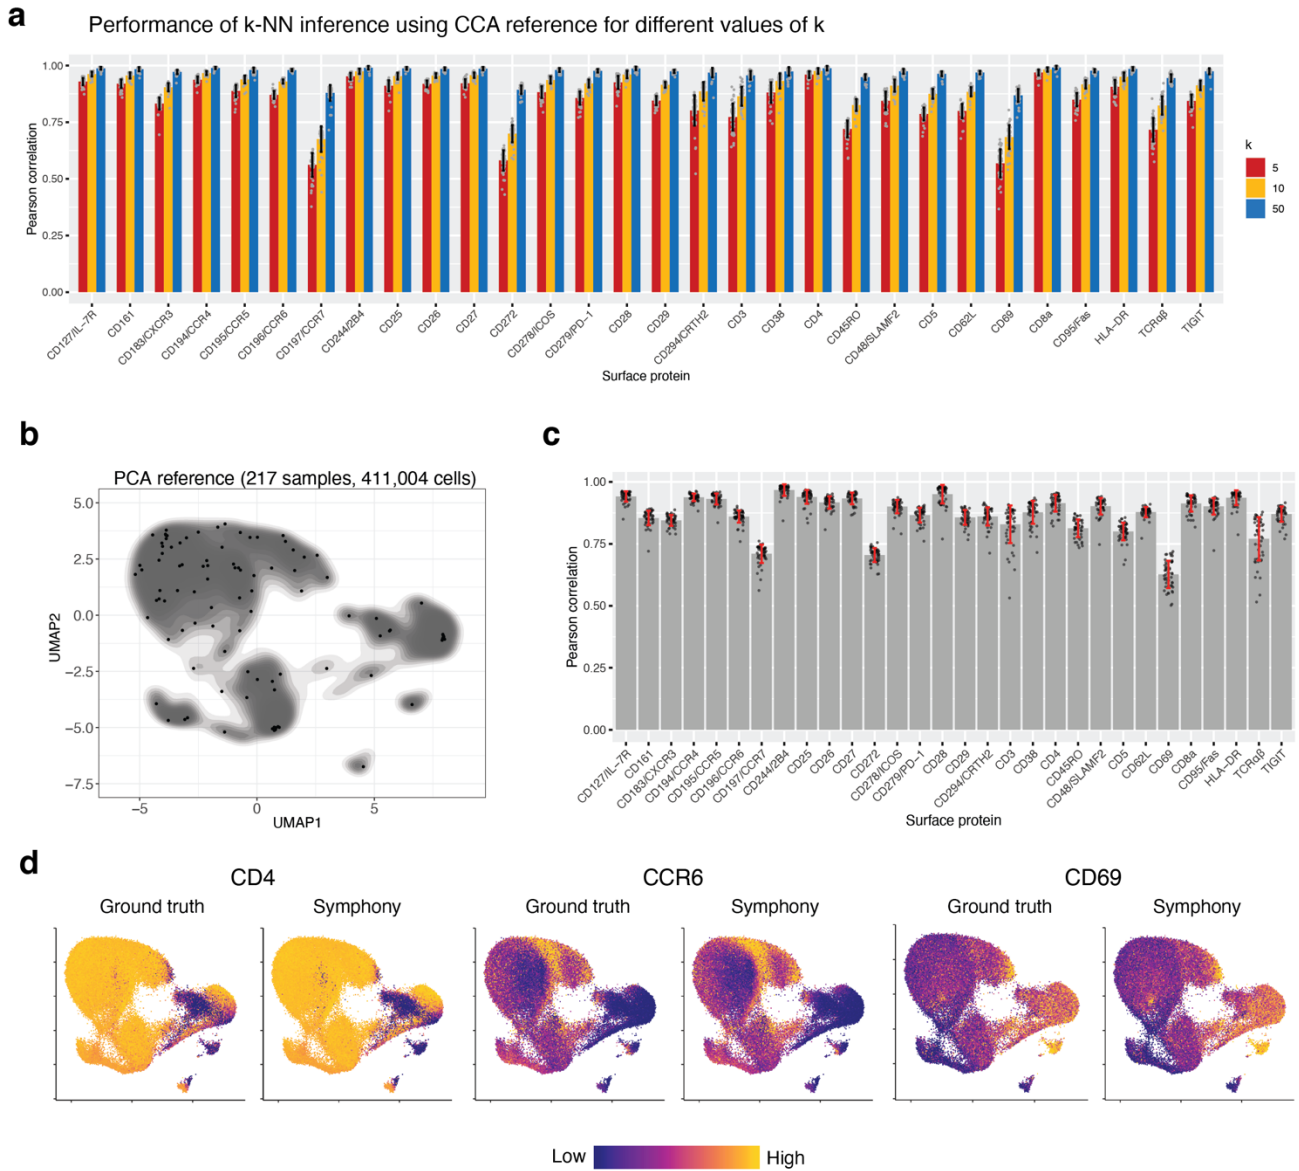 a
Performance of k-NN inference using CCA reference for different values of k
1.00
0.75
0.50
0.25
0.00
Pearson correlation
CD127/IL-7R
CD161
CD183/CXCR3
CD194/CCR4
CD195/CCR5
CD196/CCR6
CD197/CCR7
CD244/2B4
CD25
CD26
CD27
CD272
CD278/ICOS
CD279/PD-1
CD28
CD29
CD294/CRTH2
CD3
CD38
CD4
CD45RO
CD48/SLAMF2
CD5
CD62L
CD69
CD8a
CD95/Fas
HLA-DR
TCRαβ
TIGIT
Surface protein
k
5
10
50
b
PCA reference (217 samples, 411,004 cells)
5.0
2.5
0.0
−2.5
−5.0
−7.5
UMAP2
−5
0
5
UMAP1
c
1.00
0.75
0.50
0.25
0.00
Pearson correlation
CD127/IL-7R
CD161
CD183/CXCR3
CD194/CCR4
CD195/CCR5
CD196/CCR6
CD197/CCR7
CD244/2B4
CD25
CD26
CD27
CD272
CD278/ICOS
CD279/PD-1
CD28
CD29
CD294/CRTH2
CD3
CD38
CD4
CD45RO
CD48/SLAMF2
CD5
CD62L
CD69
CD8a
CD95/Fas
HLA-DR
TCRαβ
TIGIT
Surface protein
d
CD4
CCR6
CD69
Ground truth
Symphony
Ground truth
Symphony
Ground truth
Symphony
Low
High